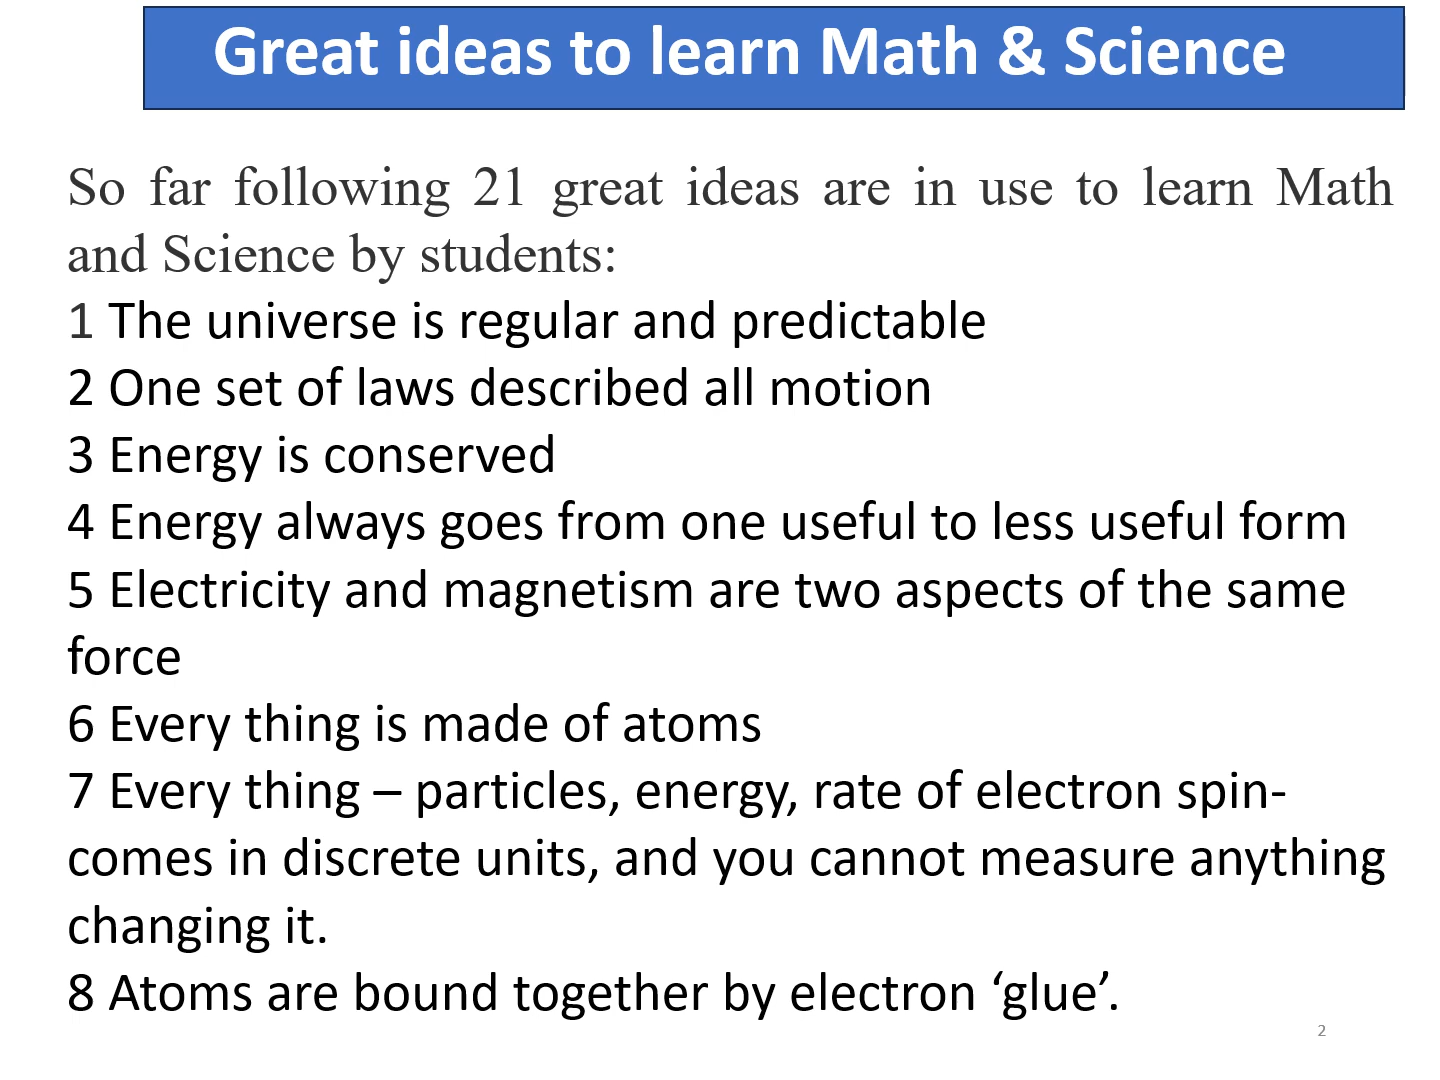 Great ideas to learn Math & Science
So far following 21 great ideas are in use to learn Math
and Science by students:
1 The universe is regular and predictable
2 One set of laws described all motion
3 Energy is conserved
4 Energy always goes from one useful to less useful form
5 Electricity and magnetism are two aspects of the same
force
6 Every thing is made of atoms
7 Every thing – particles, energy, rate of electron spin-
comes in discrete units, and you cannot measure anything
changing it.
8 Atoms are bound together by electron ‘glue’.
2